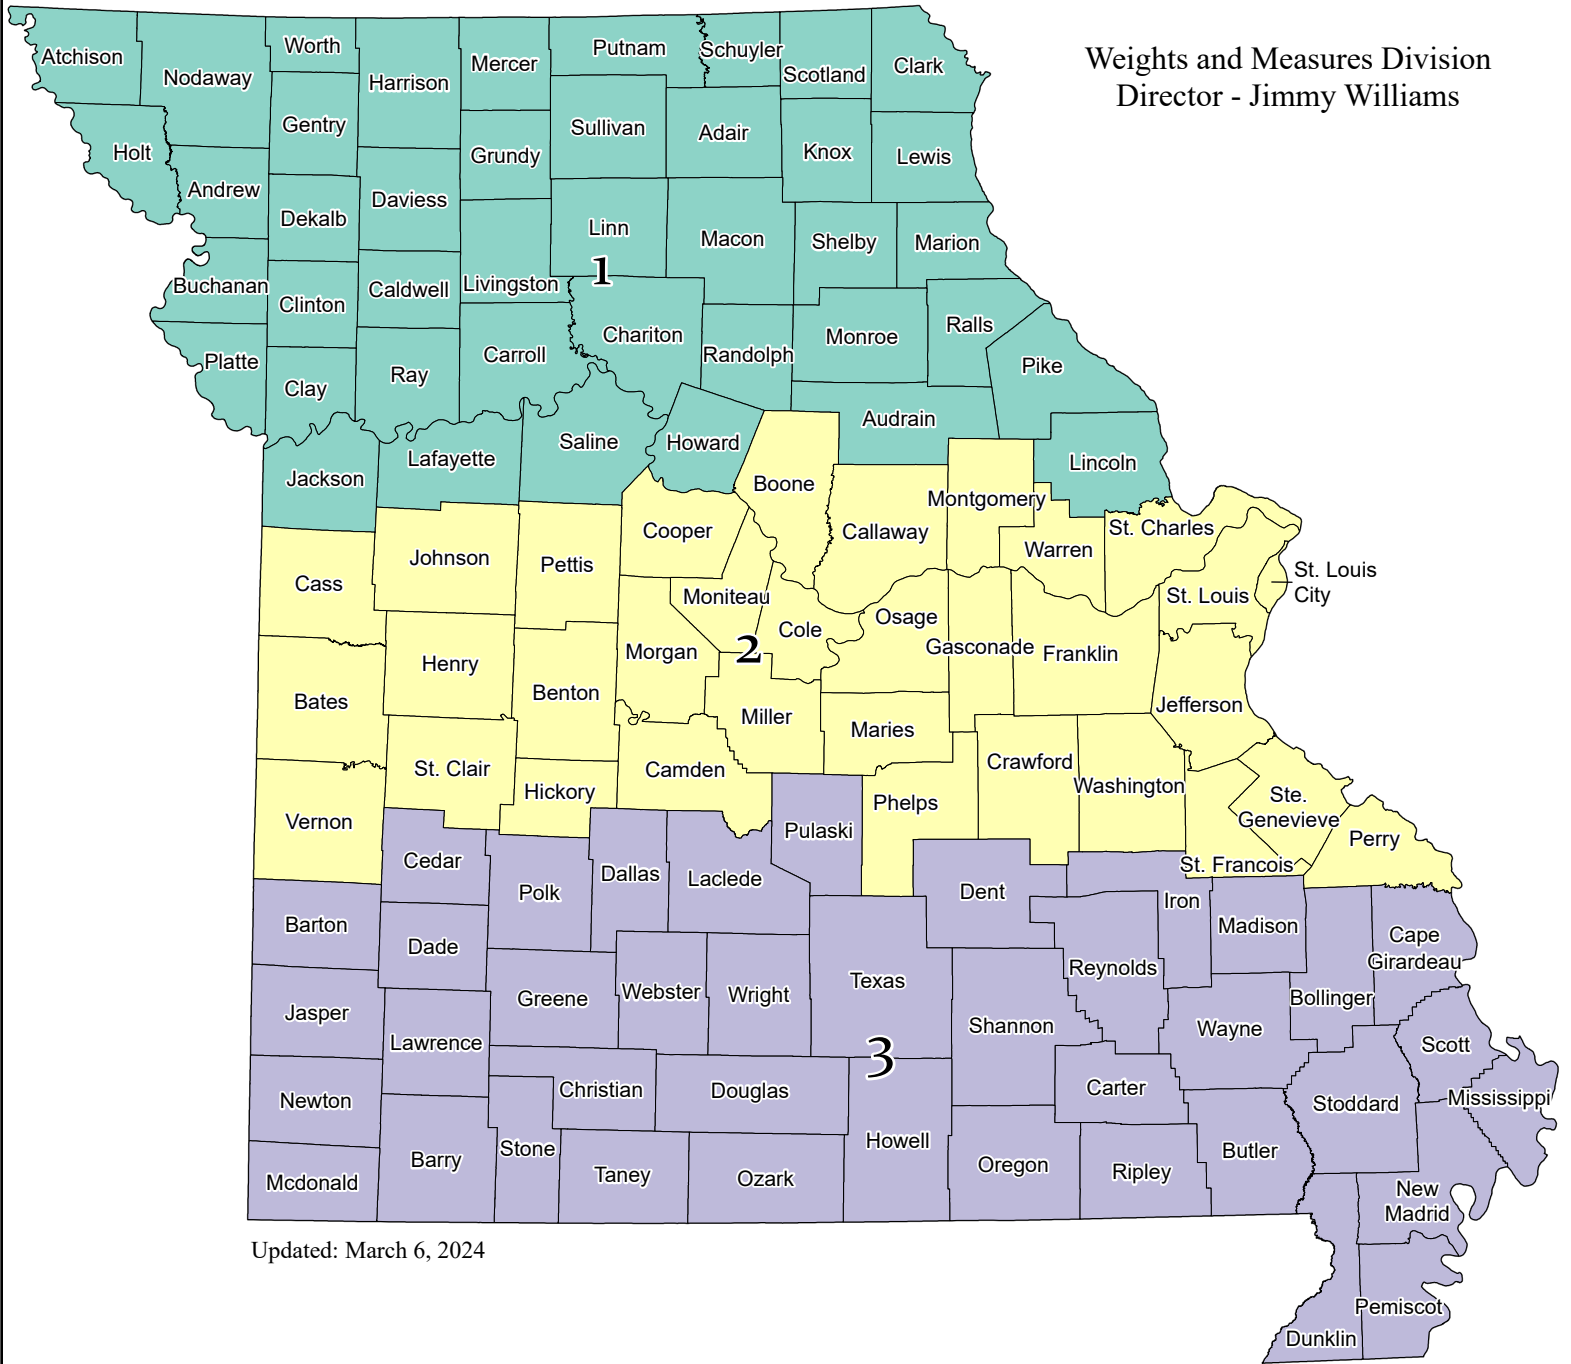 Weights and Measures Division
Director - Jimmy Williams
Atchison
Nodaway
Worth
Harrison
Mercer
Putnam
Schuyler
Scotland
Clark
Gentry
Sullivan
Adair
Holt
Grundy
Knox
Lewis
Andrew
Dekalb
Daviess
Linn
Macon
Shelby
Marion
1
Buchanan
Clinton
Caldwell
Livingston
Chariton
Monroe
Ralls
Platte
Clay
Ray
Carroll
Randolph
Pike
Audrain
Jackson
Lafayette
Saline
Howard
Lincoln
Boone
Montgomery
Cooper
Callaway
St. Charles
Johnson
Pettis
Warren
Cass
Moniteau
St. Louis
St. Louis
City
Osage
Cole
2
Morgan
Gasconade
Franklin
Henry
Benton
Bates
Miller
Maries
Jefferson
St. Clair
Camden
Crawford
Washington
Hickory
Phelps
Ste.
Genevieve
Vernon
Pulaski
Perry
Cedar
Dallas
Laclede
St. Francois
Polk
Dent
Iron
Barton
Madison
Dade
Cape
Girardeau
Texas
Reynolds
Greene
Webster
Wright
Bollinger
Jasper
Shannon
Wayne
Lawrence
3
Scott
Newton
Christian
Douglas
Carter
Stoddard
Mississippi
Howell
Barry
Stone
Butler
Mcdonald
Taney
Ozark
Oregon
Ripley
New
Madrid
Updated: March 6, 2024
Pemiscot
Dunklin